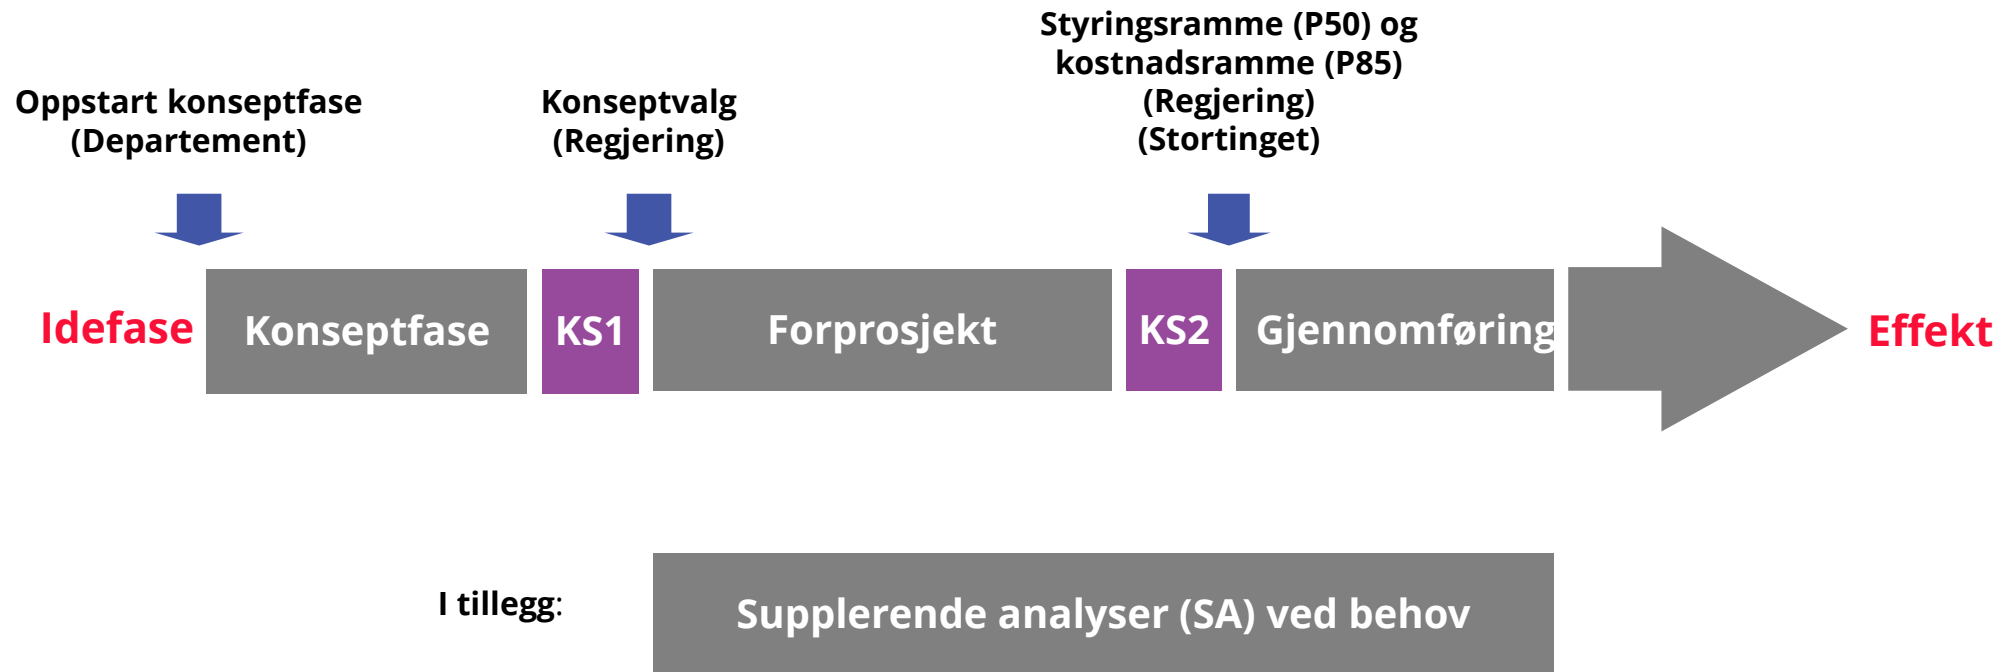 Styringsramme (P50) og
kostnadsramme (P85)
(Regjering)
(Stortinget)
Oppstart konseptfase
(Departement)
Konseptvalg
(Regjering)
Idefase
Konseptfase
KS1
Forprosjekt
KS2
Gjennomføring
Effekt
I tillegg:
Supplerende analyser (SA) ved behov